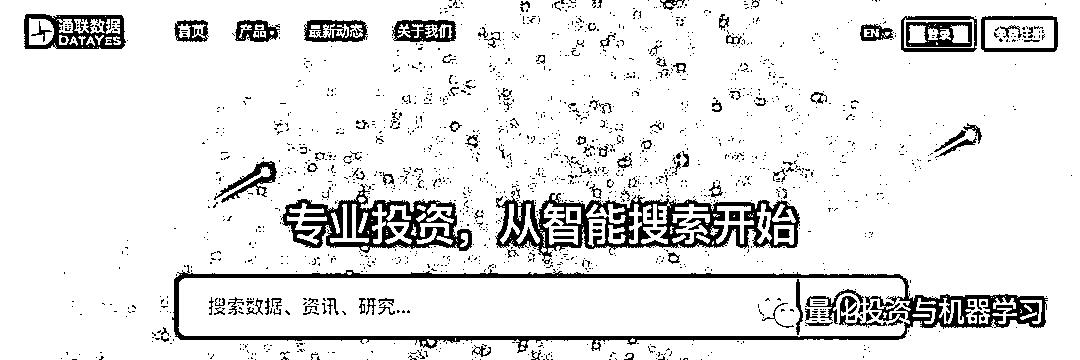 通联数据
DATAYES
首页 产品 最新动态 关于我们 EN 登录 免费注册
专业投资，从智能搜索开始
搜索数据、资讯、研究...
量化投资与机器学习